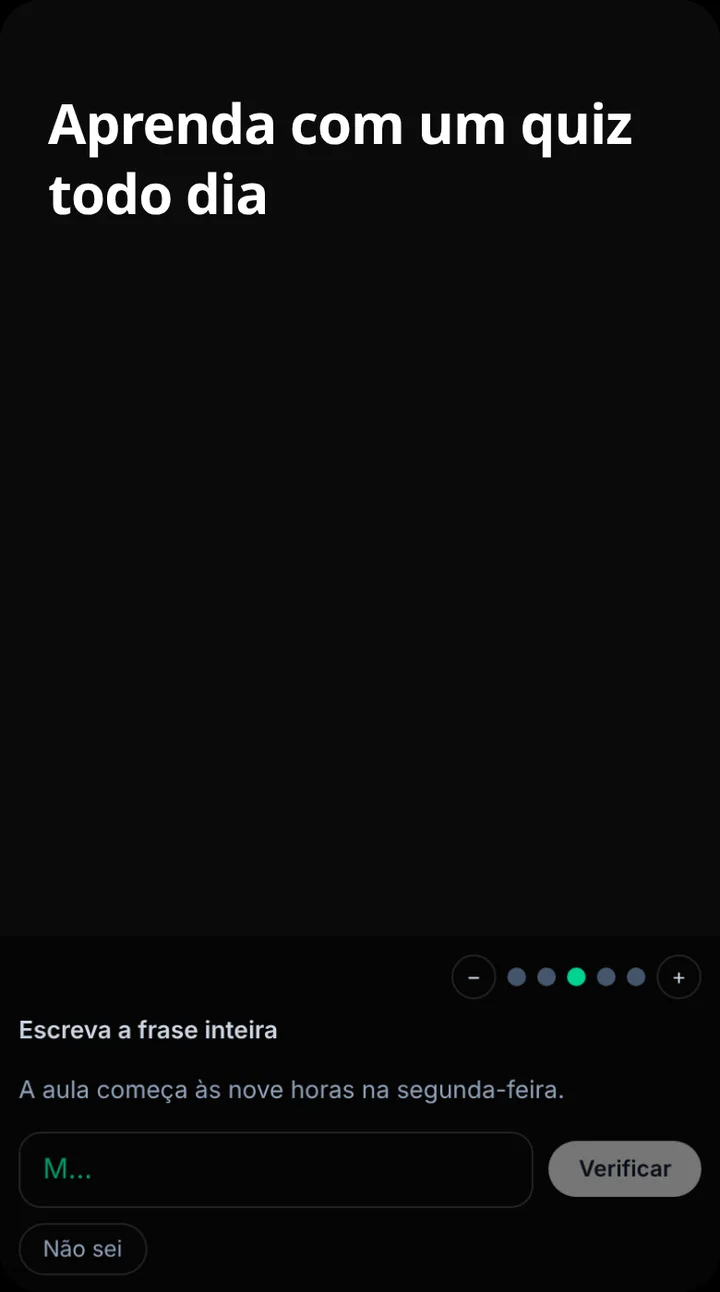 Aprenda com um quiz
todo dia
−
+
Escreva a frase inteira
A aula começa às nove horas na segunda-feira.
M...
Verificar
Não sei